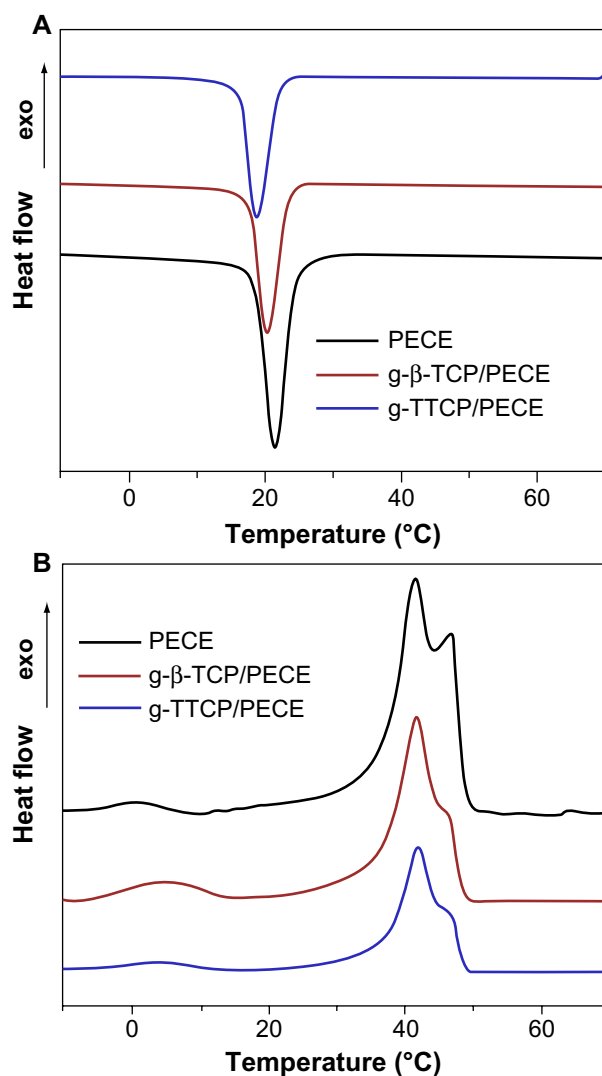 A
exo
Heat flow
PECE
g-β-TCP/PECE
g-TTCP/PECE
0 20 40 60
Temperature (°C)
B
exo
Heat flow
PECE
g-β-TCP/PECE
g-TTCP/PECE
0 20 40 60
Temperature (°C)